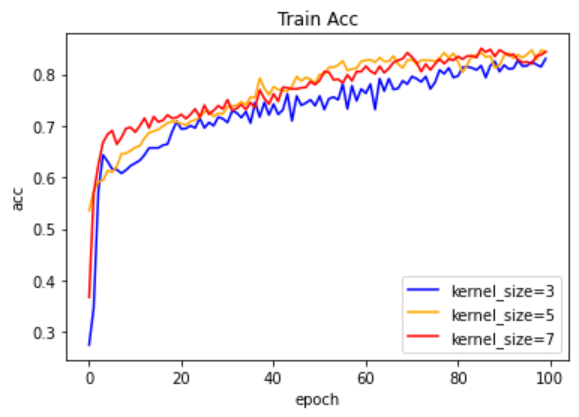 Train Acc
acc
0.8
0.7
0.6
0.5
0.4
0.3
kernel_size=3
kernel_size=5
kernel_size=7
0 20 40 60 80 100
epoch